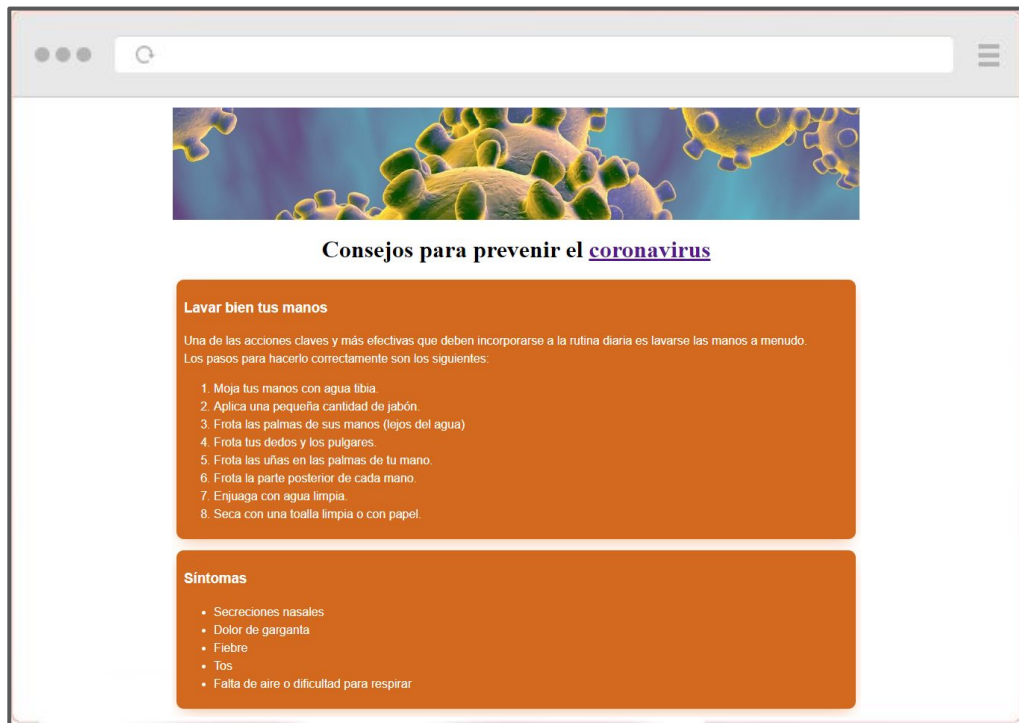 Consejos para prevenir el coronavirus
Lavar bien tus manos
Una de las acciones claves y más efectivas que deben incorporarse a la rutina diaria es lavarse las manos a menudo.
Los pasos para hacerlo correctamente son los siguientes:
1. Moja tus manos con agua tibia.
2. Aplica una pequeña cantidad de jabón.
3. Frota las palmas de sus manos (lejos del agua)
4. Frota tus dedos y los pulgares.
5. Frota las uñas en las palmas de tu mano.
6. Frota la parte posterior de cada mano.
7. Enjuaga con agua limpia.
8. Seca con una toalla limpia o con papel.
Síntomas
• Secreciones nasales
• Dolor de garganta
• Fiebre
• Tos
• Falta de aire o dificultad para respirar